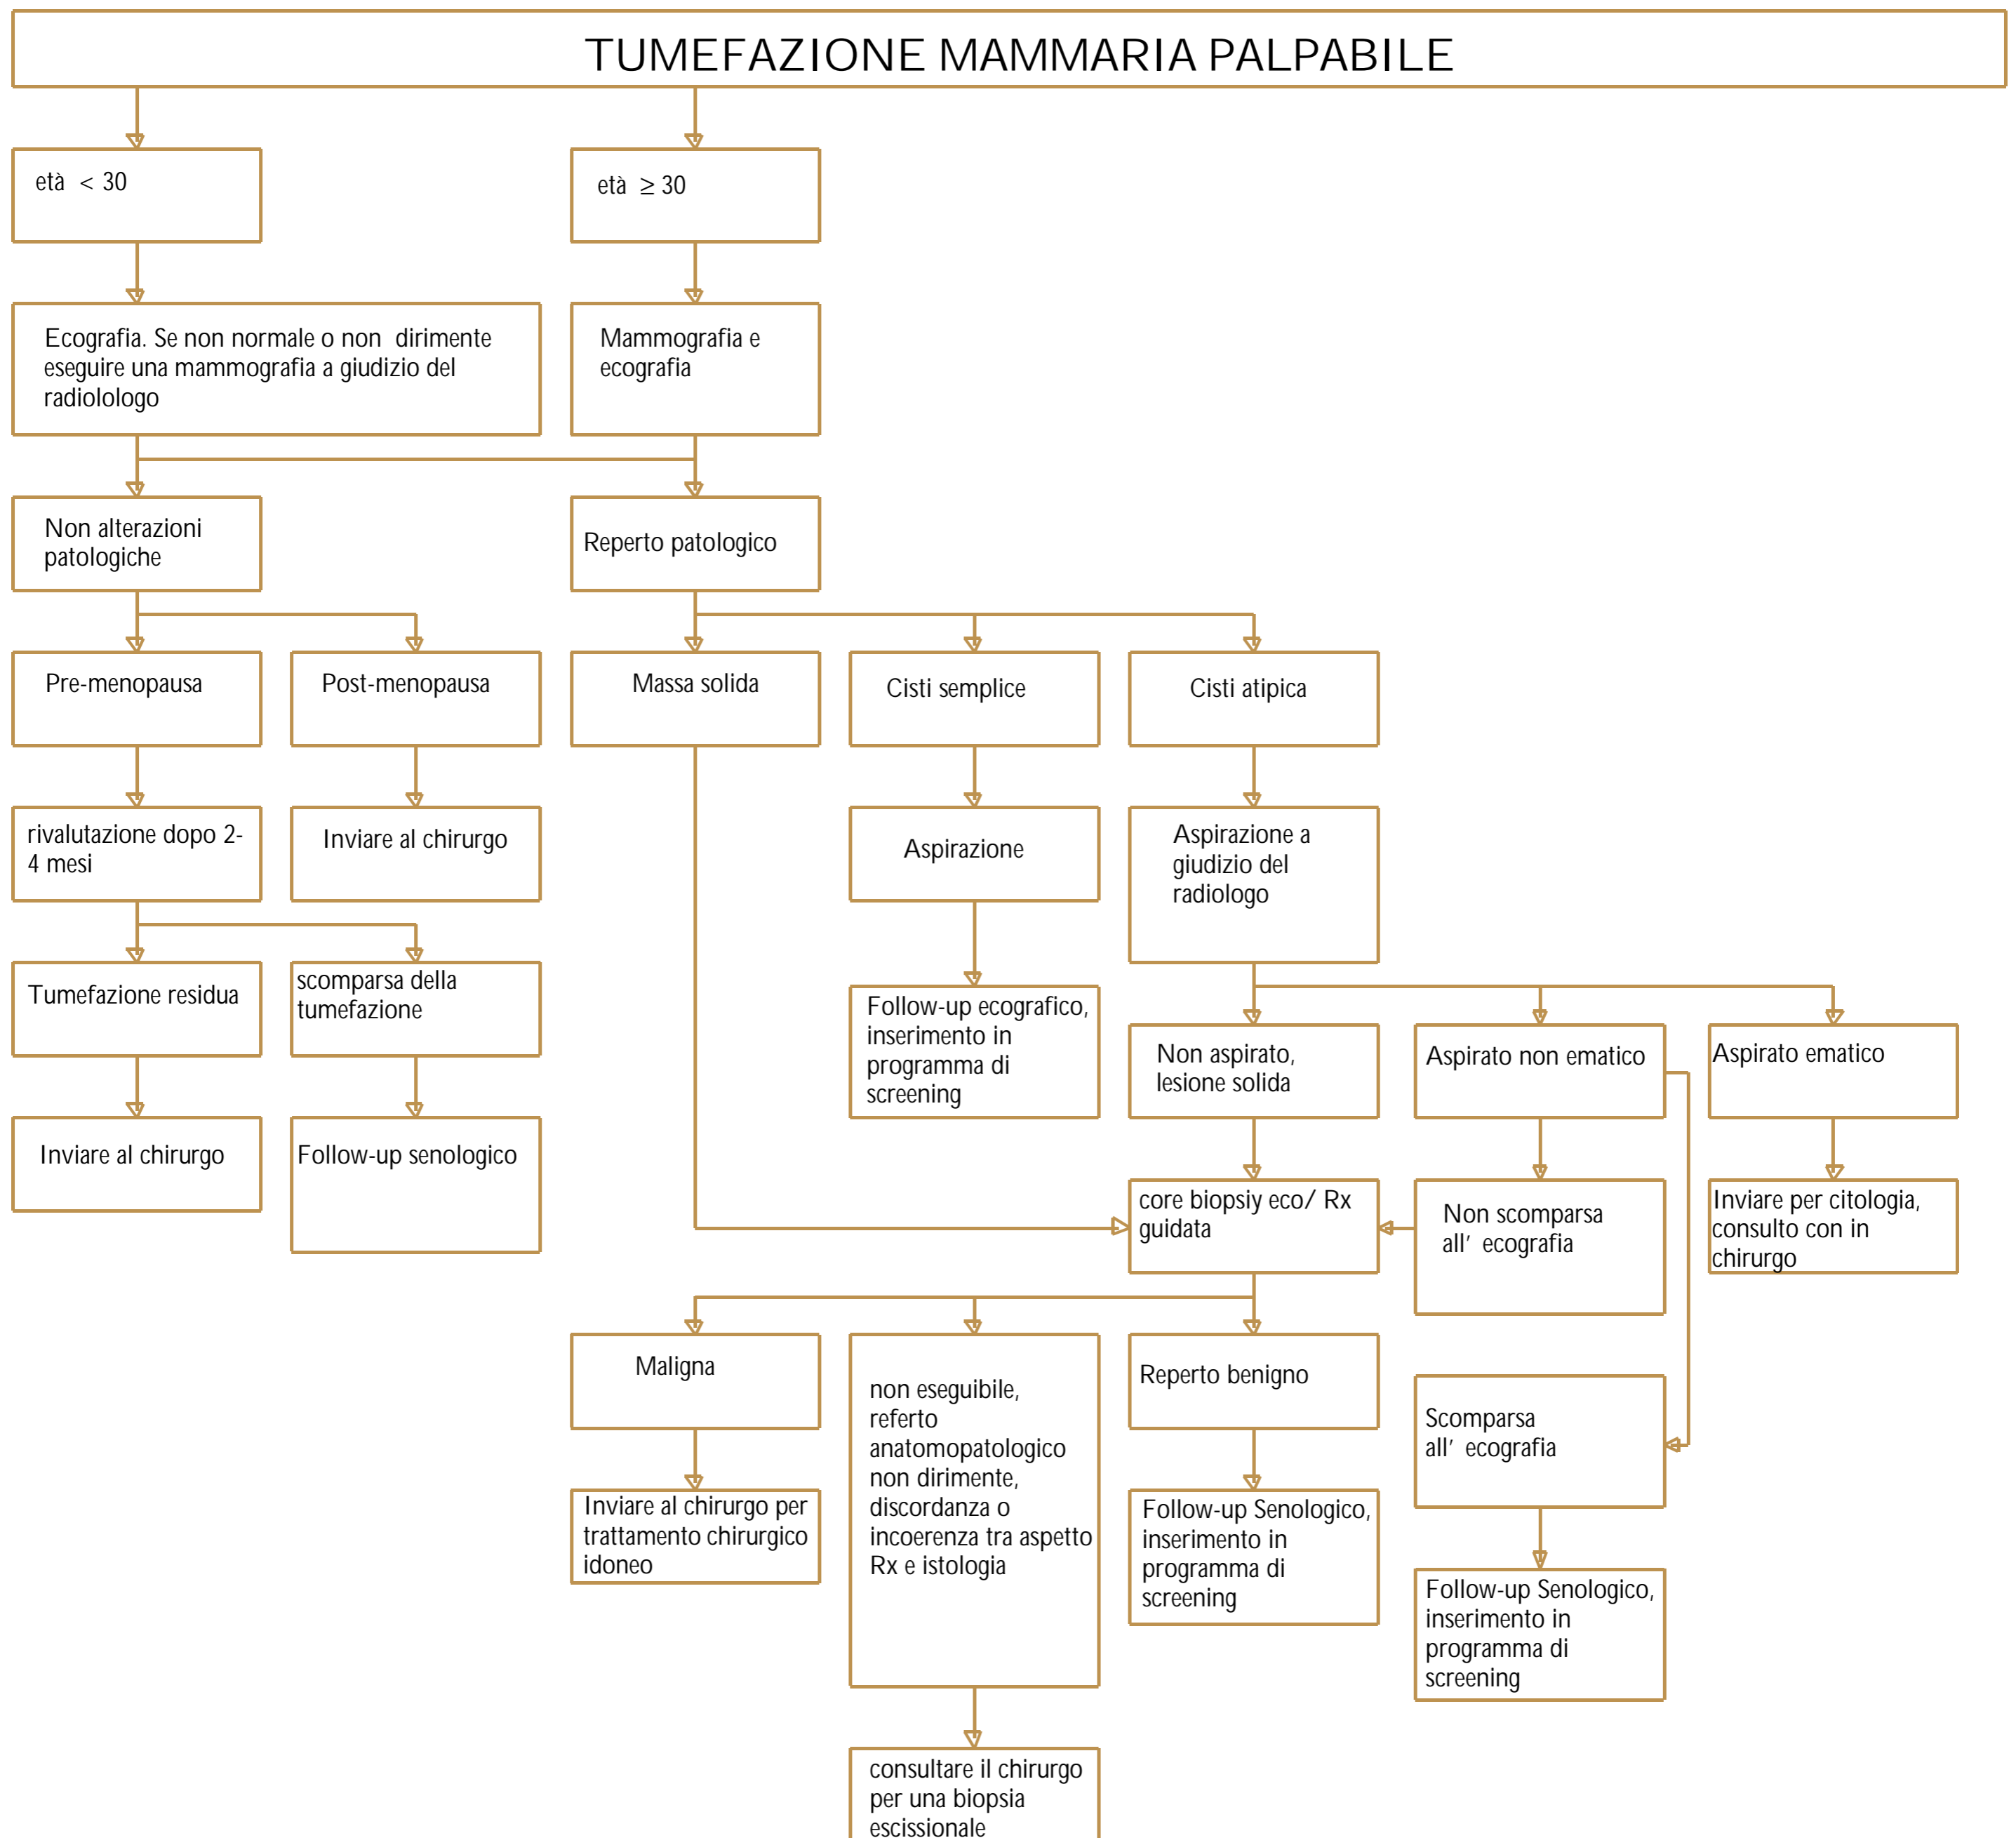 TUMEFAZIONE MAMMARIA PALPABILE
età < 30
età ≥ 30
Ecografia. Se non normale o non dirimente
eseguire una mammografia a giudizio del
radiolologo
Mammografia e
ecografia
Non alterazioni
patologiche
Reperto patologico
Pre-menopausa
Post-menopausa
Massa solida
Cisti semplice
Cisti atipica
rivalutazione dopo 2-
4 mesi
Inviare al chirurgo
Aspirazione
Aspirazione a
giudizio del
radiologo
Tumefazione residua
scomparsa della
tumefazione
Follow-up ecografico,
inserimento in
programma di
screening
Non aspirato,
lesione solida
Aspirato non ematico
Aspirato ematico
Inviare al chirurgo
Follow-up senologico
core biopsiy eco/ Rx
guidata
Non scomparsa
all' ecografia
Inviare per citologia,
consulto con in
chirurgo
Maligna
non eseguibile,
referto
anatomopatologico
non dirimente,
discordanza o
incoerenza tra aspetto
Rx e istologia
Reperto benigno
Scomparsa
all' ecografia
Inviare al chirurgo per
trattamento chirurgico
idoneo
Follow-up Senologico,
inserimento in
programma di
screening
Follow-up Senologico,
inserimento in
programma di
screening
consultare il chirurgo
per una biopsia
escissionale